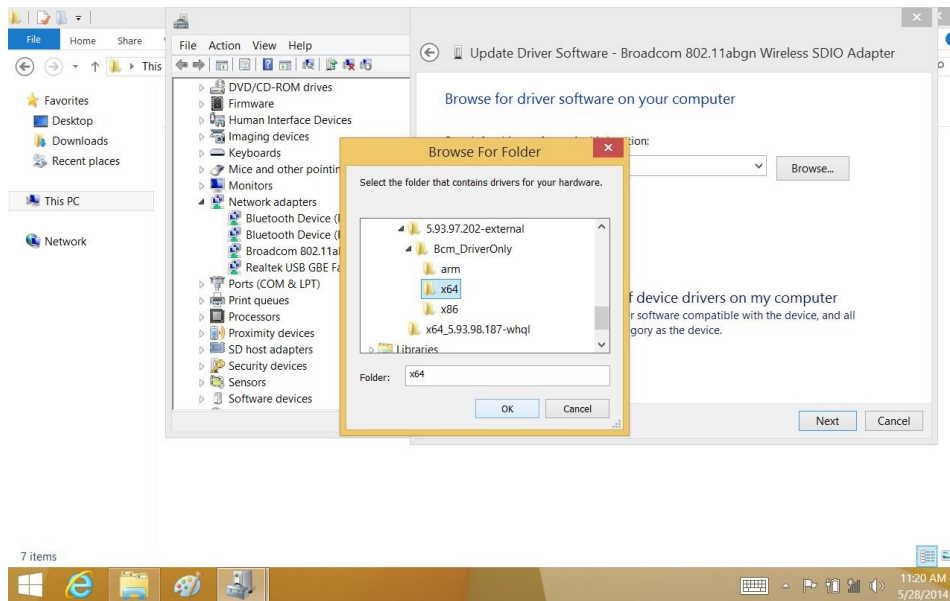 File
Home
Share
This
Favorites
Desktop
Downloads
Recent places
This PC
Network
7 items
File Action View Help
DVD/CD-ROM drives
Firmware
Human Interface Devices
Imaging devices
Keyboards
Mice and other pointin
Monitors
Network adapters
Bluetooth Device (
Bluetooth Device (
Broadcom 802.11a
Realtek USB GBE Fa
Ports (COM & LPT)
Print queues
Processors
Proximity devices
SD host adapters
Security devices
Sensors
Software devices
Update Driver Software - Broadcom 802.11abgn Wireless SDIO Adapter
Browse for driver software on your computer
tion:
Browse...
f device drivers on my computer
r software compatible with the device, and all
gory as the device.
Next
Cancel
Browse For Folder
Select the folder that contains drivers for your hardware.
5.93.97.202-external
Bcm_DriverOnly
arm
x64
x86
x64_5.93.98.187-whql
Libraries
Folder:
x64
OK
Cancel
11:20 AM
5/28/2014